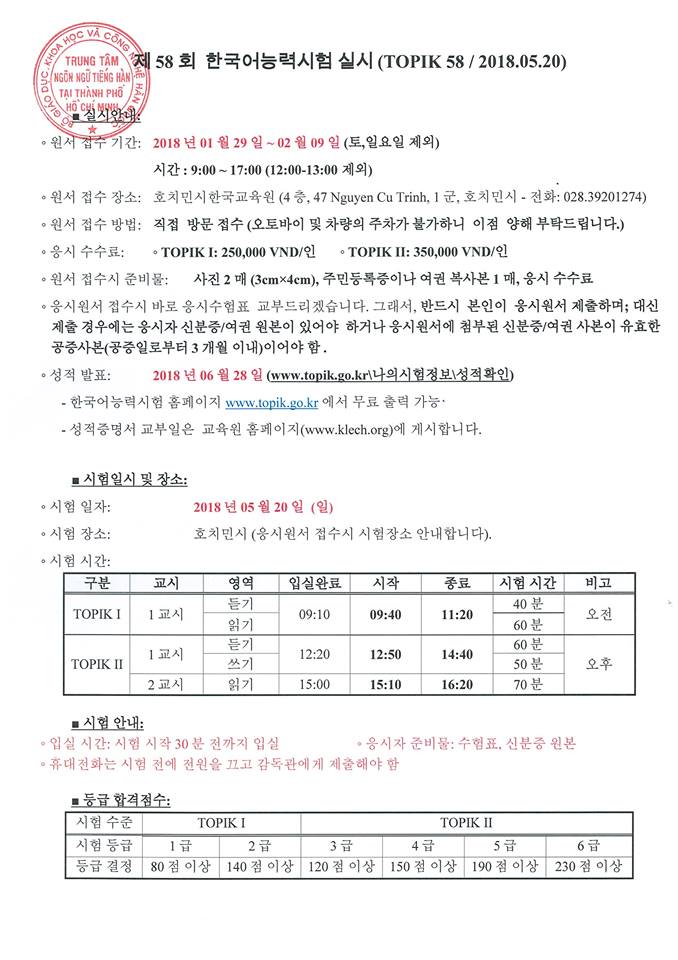 BỘ GIÁO DỤC, KHOA HỌC VÀ CÔNG NGHỆ HÀN QUỐC
TRUNG TÂM
NGÔN NGỮ TIẾNG HÀN
TẠI THÀNH PHỐ
HỒ CHÍ MINH
제 58 회 한국어능력시험 실시 (TOPIK 58 / 2018.05.20)
■ 실시안내:
◦ 원서 접수 기간: 2018 년 01 월 29 일 ~ 02 월 09 일 (토,일요일 제외)
시간 : 9:00 ~ 17:00 (12:00-13:00 제외)
◦ 원서 접수 장소: 호치민시한국교육원 (4 층, 47 Nguyen Cu Trinh, 1 군, 호치민시 - 전화: 028.39201274)
◦ 원서 접수 방법: 직접 방문 접수 (오토바이 및 차량의 주차가 불가하니 이점 양해 부탁드립니다.)
◦ 응시 수수료: ◦ TOPIK I: 250,000 VND/인 ◦ TOPIK II: 350,000 VND/인
◦ 원서 접수시 준비물: 사진 2 매 (3cm×4cm), 주민등록증이나 여권 복사본 1 매, 응시 수수료
◦ 응시원서 접수시 바로 응시수험표 교부드리겠습니다. 그래서, 반드시 본인이 응시원서 제출하며; 대신
제출 경우에는 응시자 신분증/여권 원본이 있어야 하거나 응시원서에 첨부된 신분증/여권 사본이 유효한
공증사본(공증일로부터 3 개월 이내)이어야 함 .
◦ 성적 발표: 2018 년 06 월 28 일 (www.topik.go.kr\나의시험정보\성적확인)
- 한국어능력시험 홈페이지 www.topik.go.kr 에서 무료 출력 가능·
- 성적증명서 교부일은 교육원 홈페이지(www.klech.org)에 게시합니다.
■ 시험일시 및 장소:
◦ 시험 일자: 2018 년 05 월 20 일 (일)
◦ 시험 장소: 호치민시 (응시원서 접수시 시험장소 안내합니다).
◦ 시험 시간:
구분 교시 영역 입실완료 시작 종료 시험 시간 비고
TOPIK I 1 교시 듣기 09:10 09:40 11:20 40 분 오전
읽기 60 분
TOPIK II 1 교시 듣기 12:20 12:50 14:40 60 분 오후
쓰기 50 분
2 교시 읽기 15:00 15:10 16:20 70 분
■ 시험 안내:
◦ 입실 시간: 시험 시작 30 분 전까지 입실 ◦ 응시자 준비물: 수험표, 신분증 원본
◦ 휴대전화는 시험 전에 전원을 끄고 감독관에게 제출해야 함
■ 등급 합격점수:
시험 수준 TOPIK I TOPIK II
시험 등급 1 급 2 급 3 급 4 급 5 급 6 급
등급 결정 80 점 이상 140 점 이상 120 점 이상 150 점 이상 190 점 이상 230 점 이상